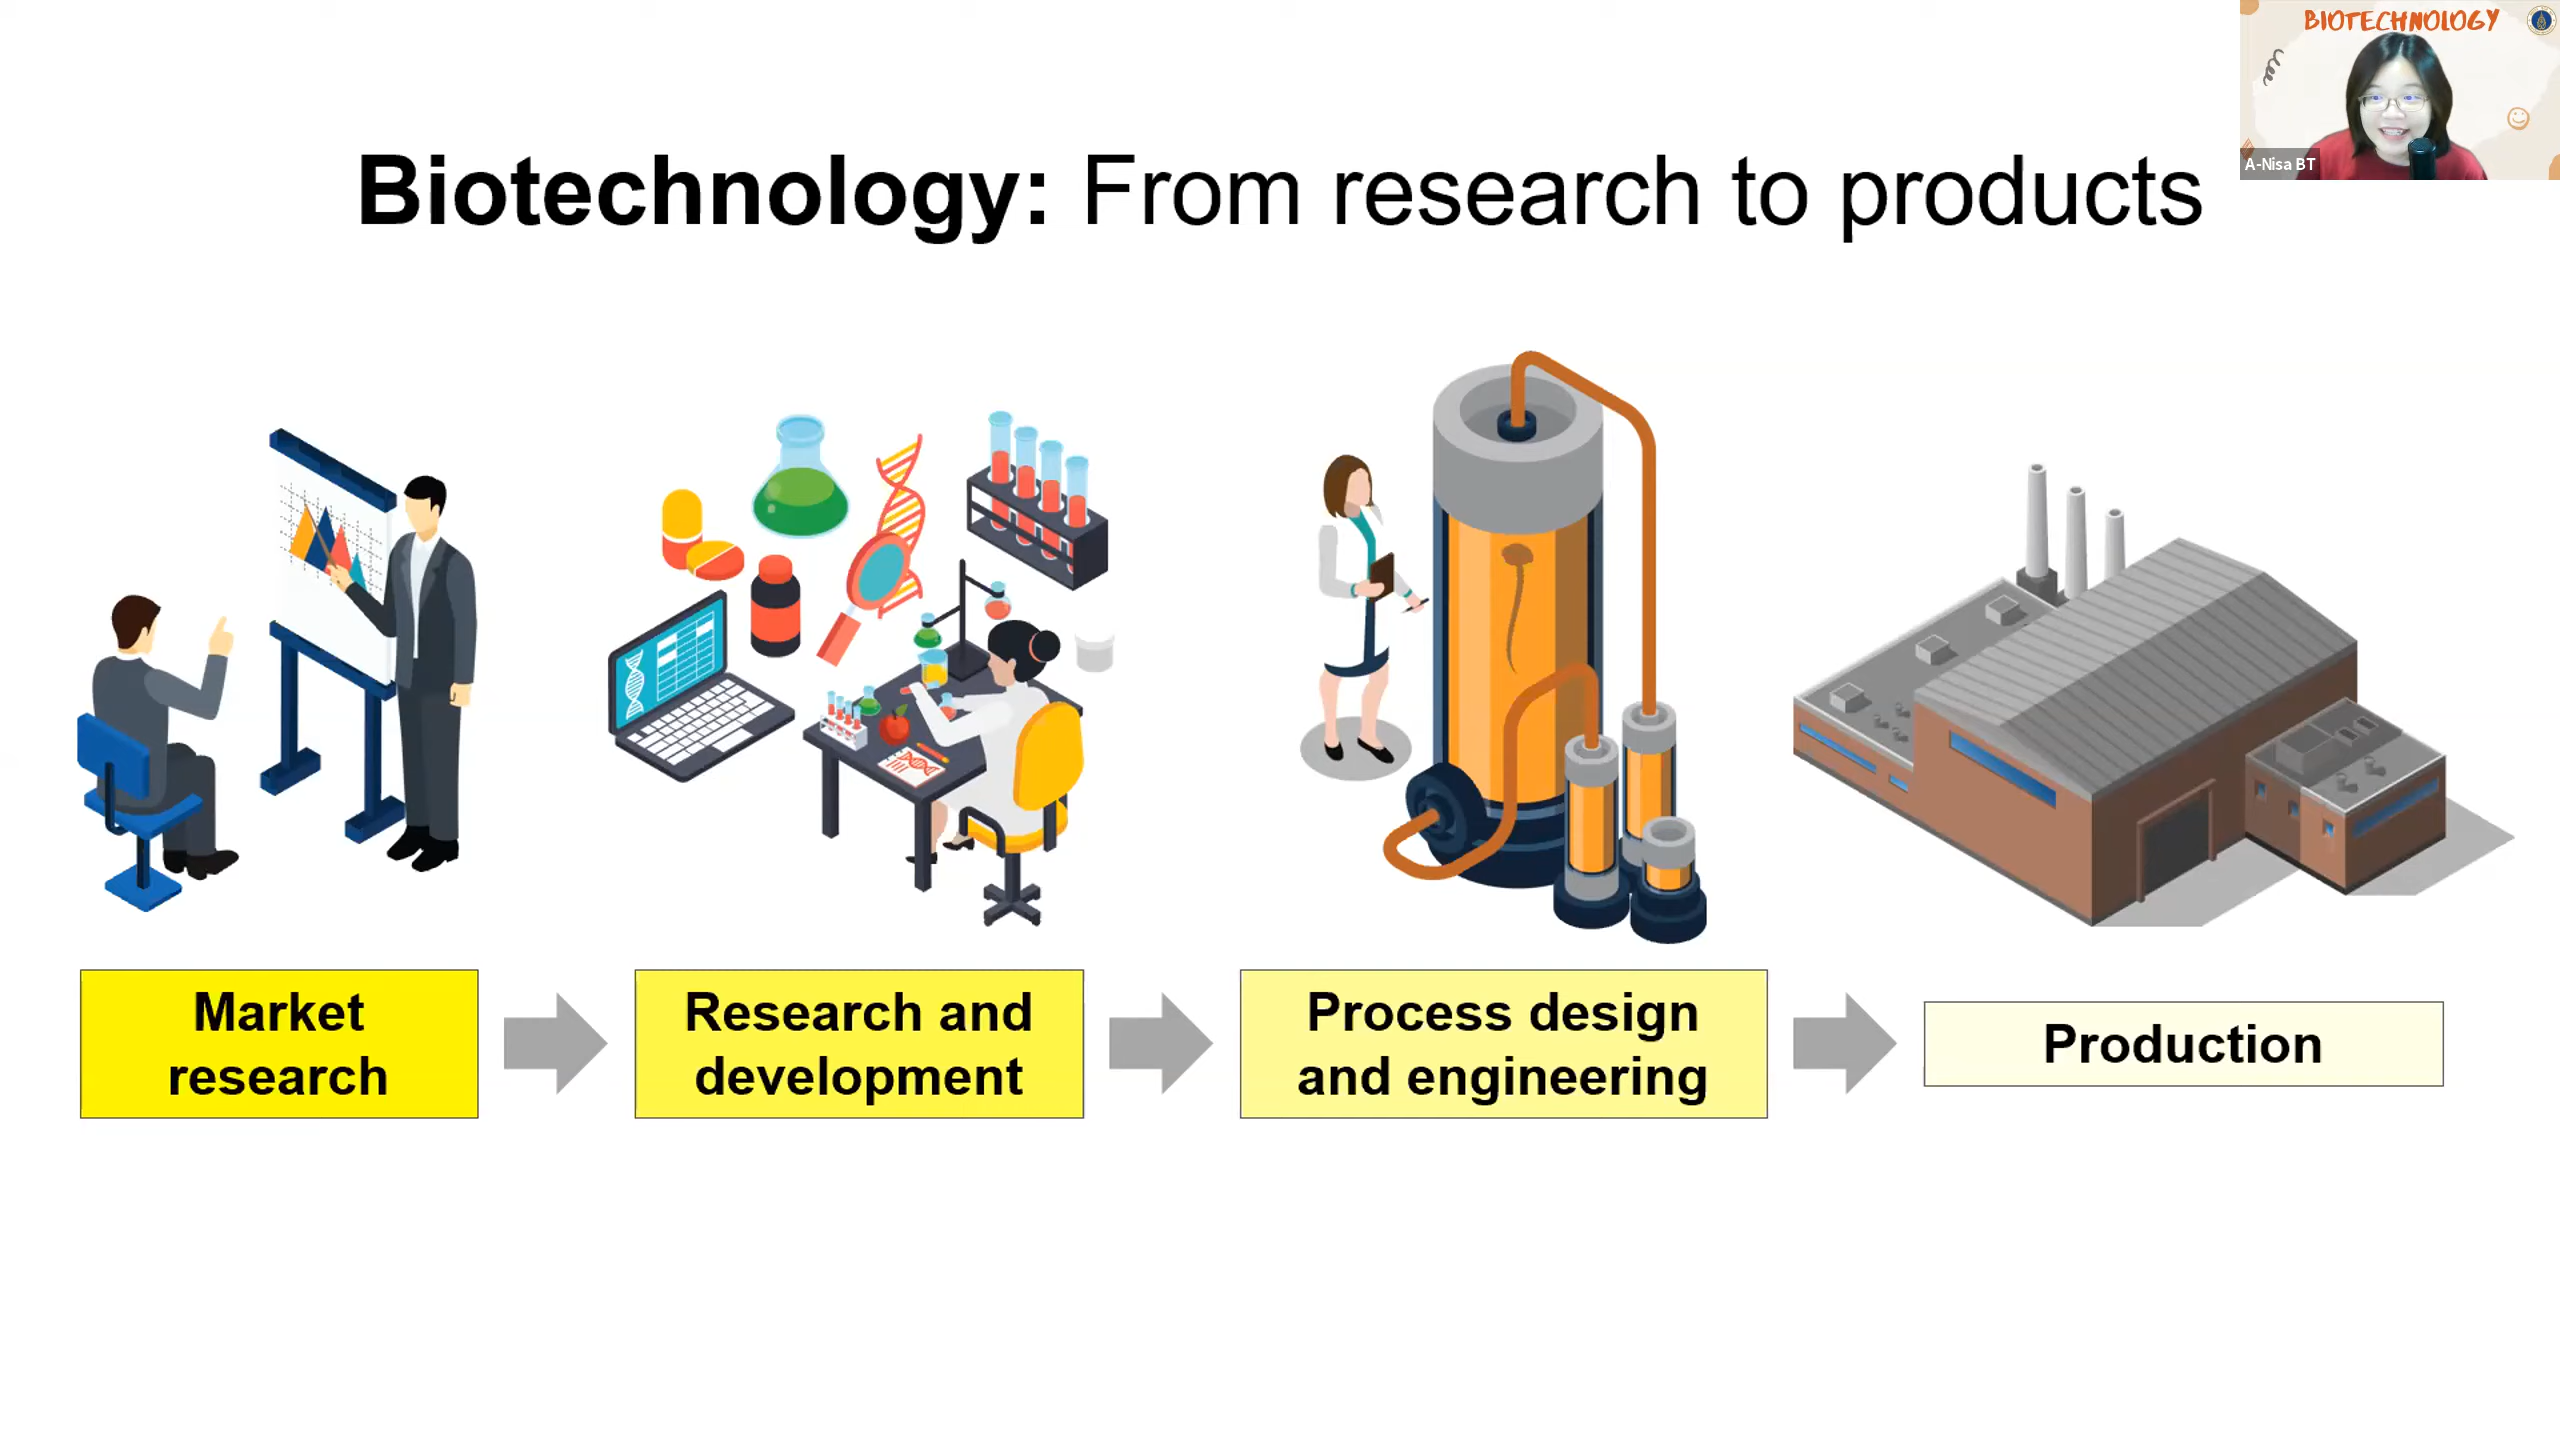 BIOTECHNOLOGY
A-Nisa BT
Biotechnology: From research to products
Market
research
Research and
development
Process design
and engineering
Production